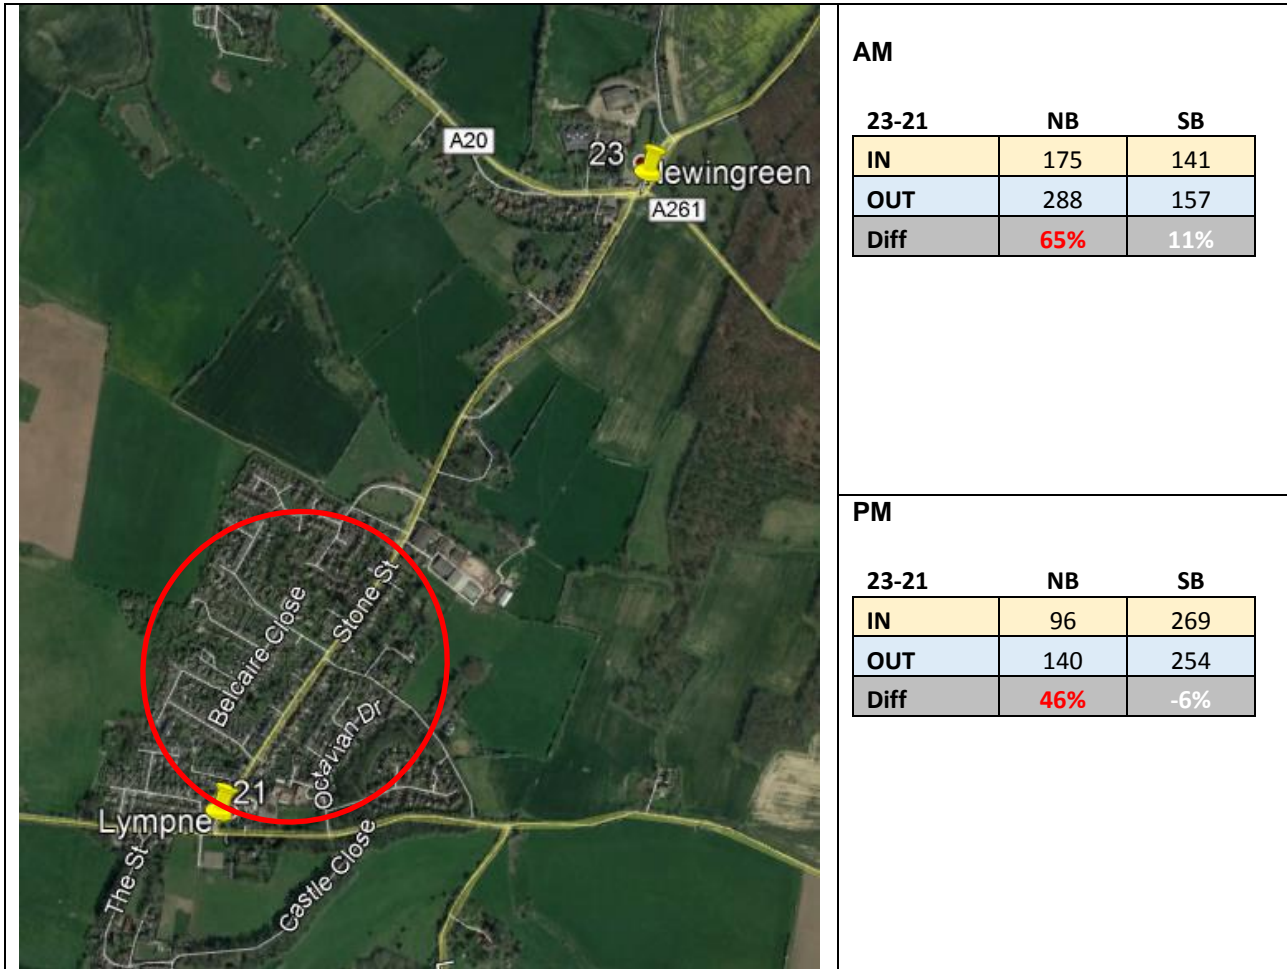 A20
23
lewingreen
A261
Belcaire Close
Stone St
Octavian Dr
21
Lympne
The St
Castle Close
AM
23-21 NB SB
IN 175 141
OUT 288 157
Diff 65% 11%
PM
23-21 NB SB
IN 96 269
OUT 140 254
Diff 46% -6%